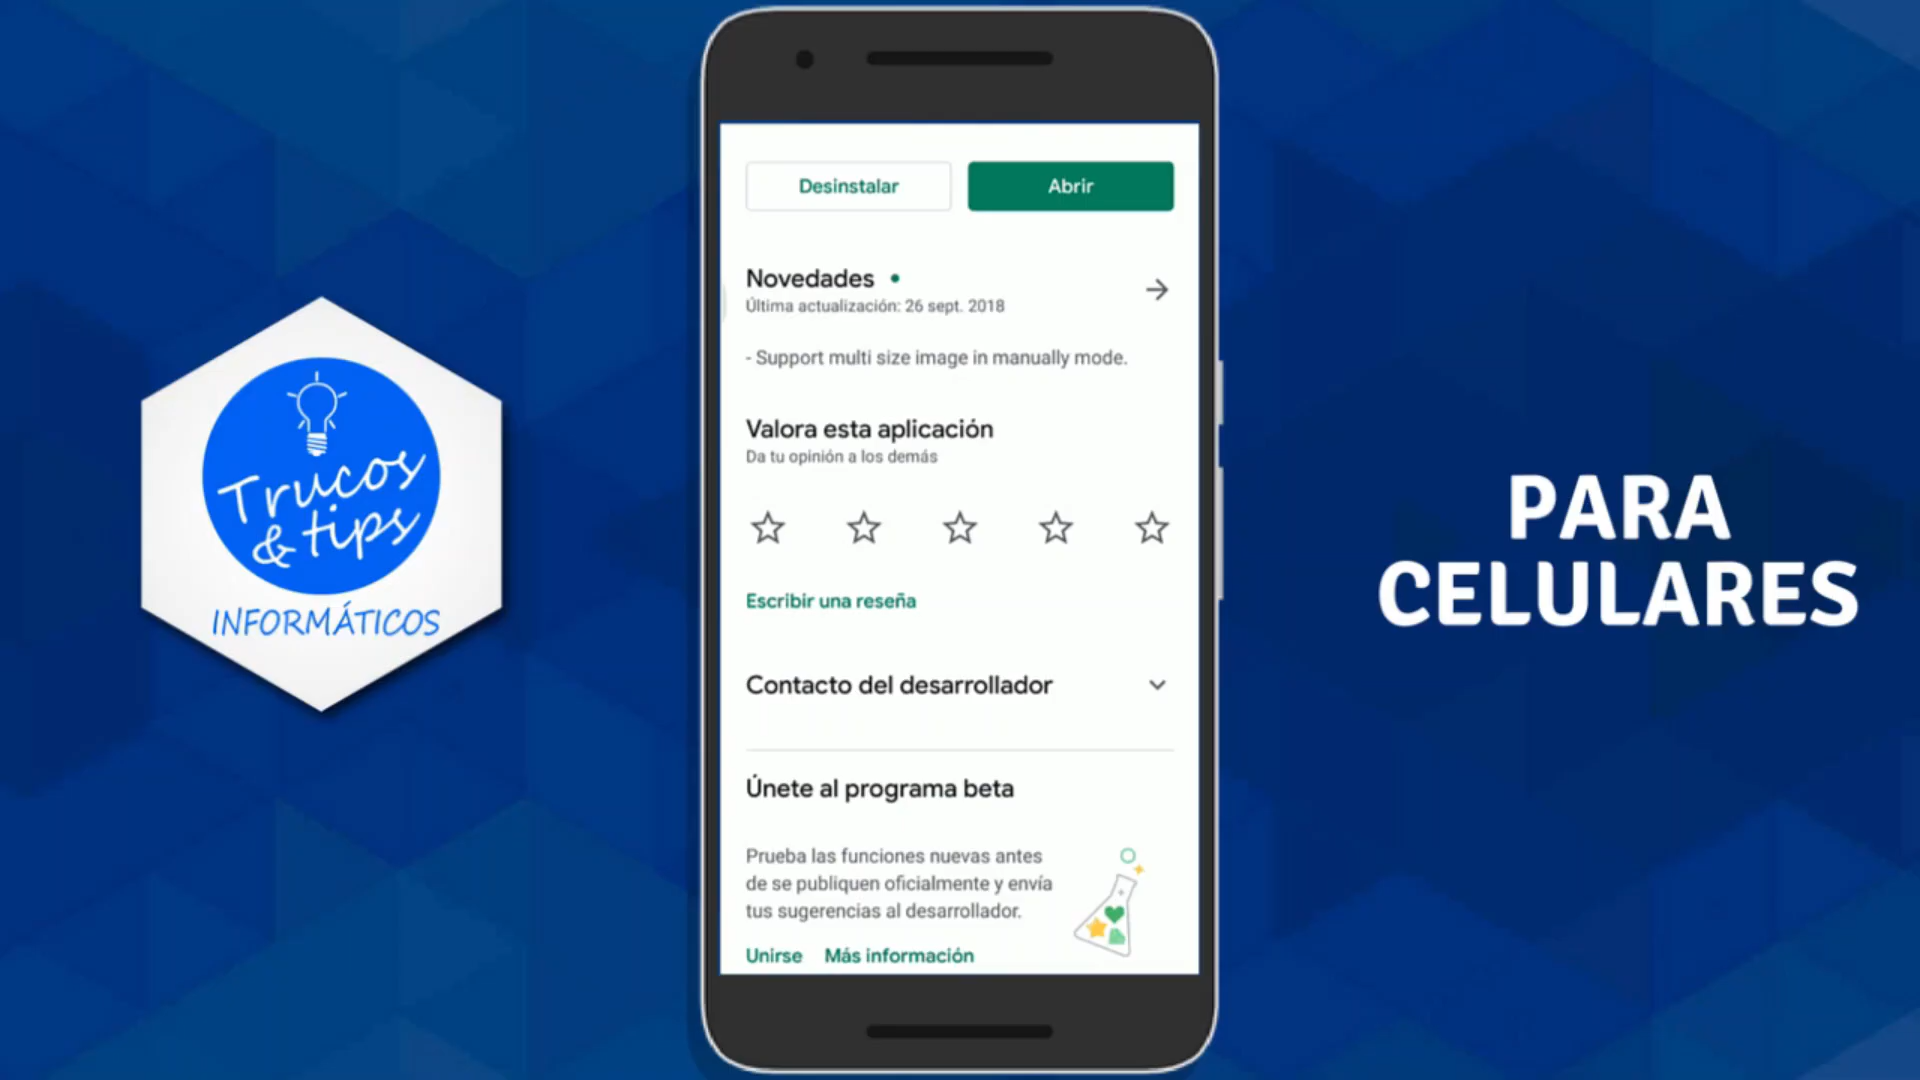 Trucos
& tips
INFORMÁTICOS
Desinstalar
Abrir
Novedades
Última actualización: 26 sept. 2018
- Support multi size image in manually mode.
Valora esta aplicación
Da tu opinión a los demás
Escribir una reseña
Contacto del desarrollador
Únete al programa beta
Prueba las funciones nuevas antes
de se publiquen oficialmente y envía
tus sugerencias al desarrollador.
Unirse Más información
PARA
CELULARES